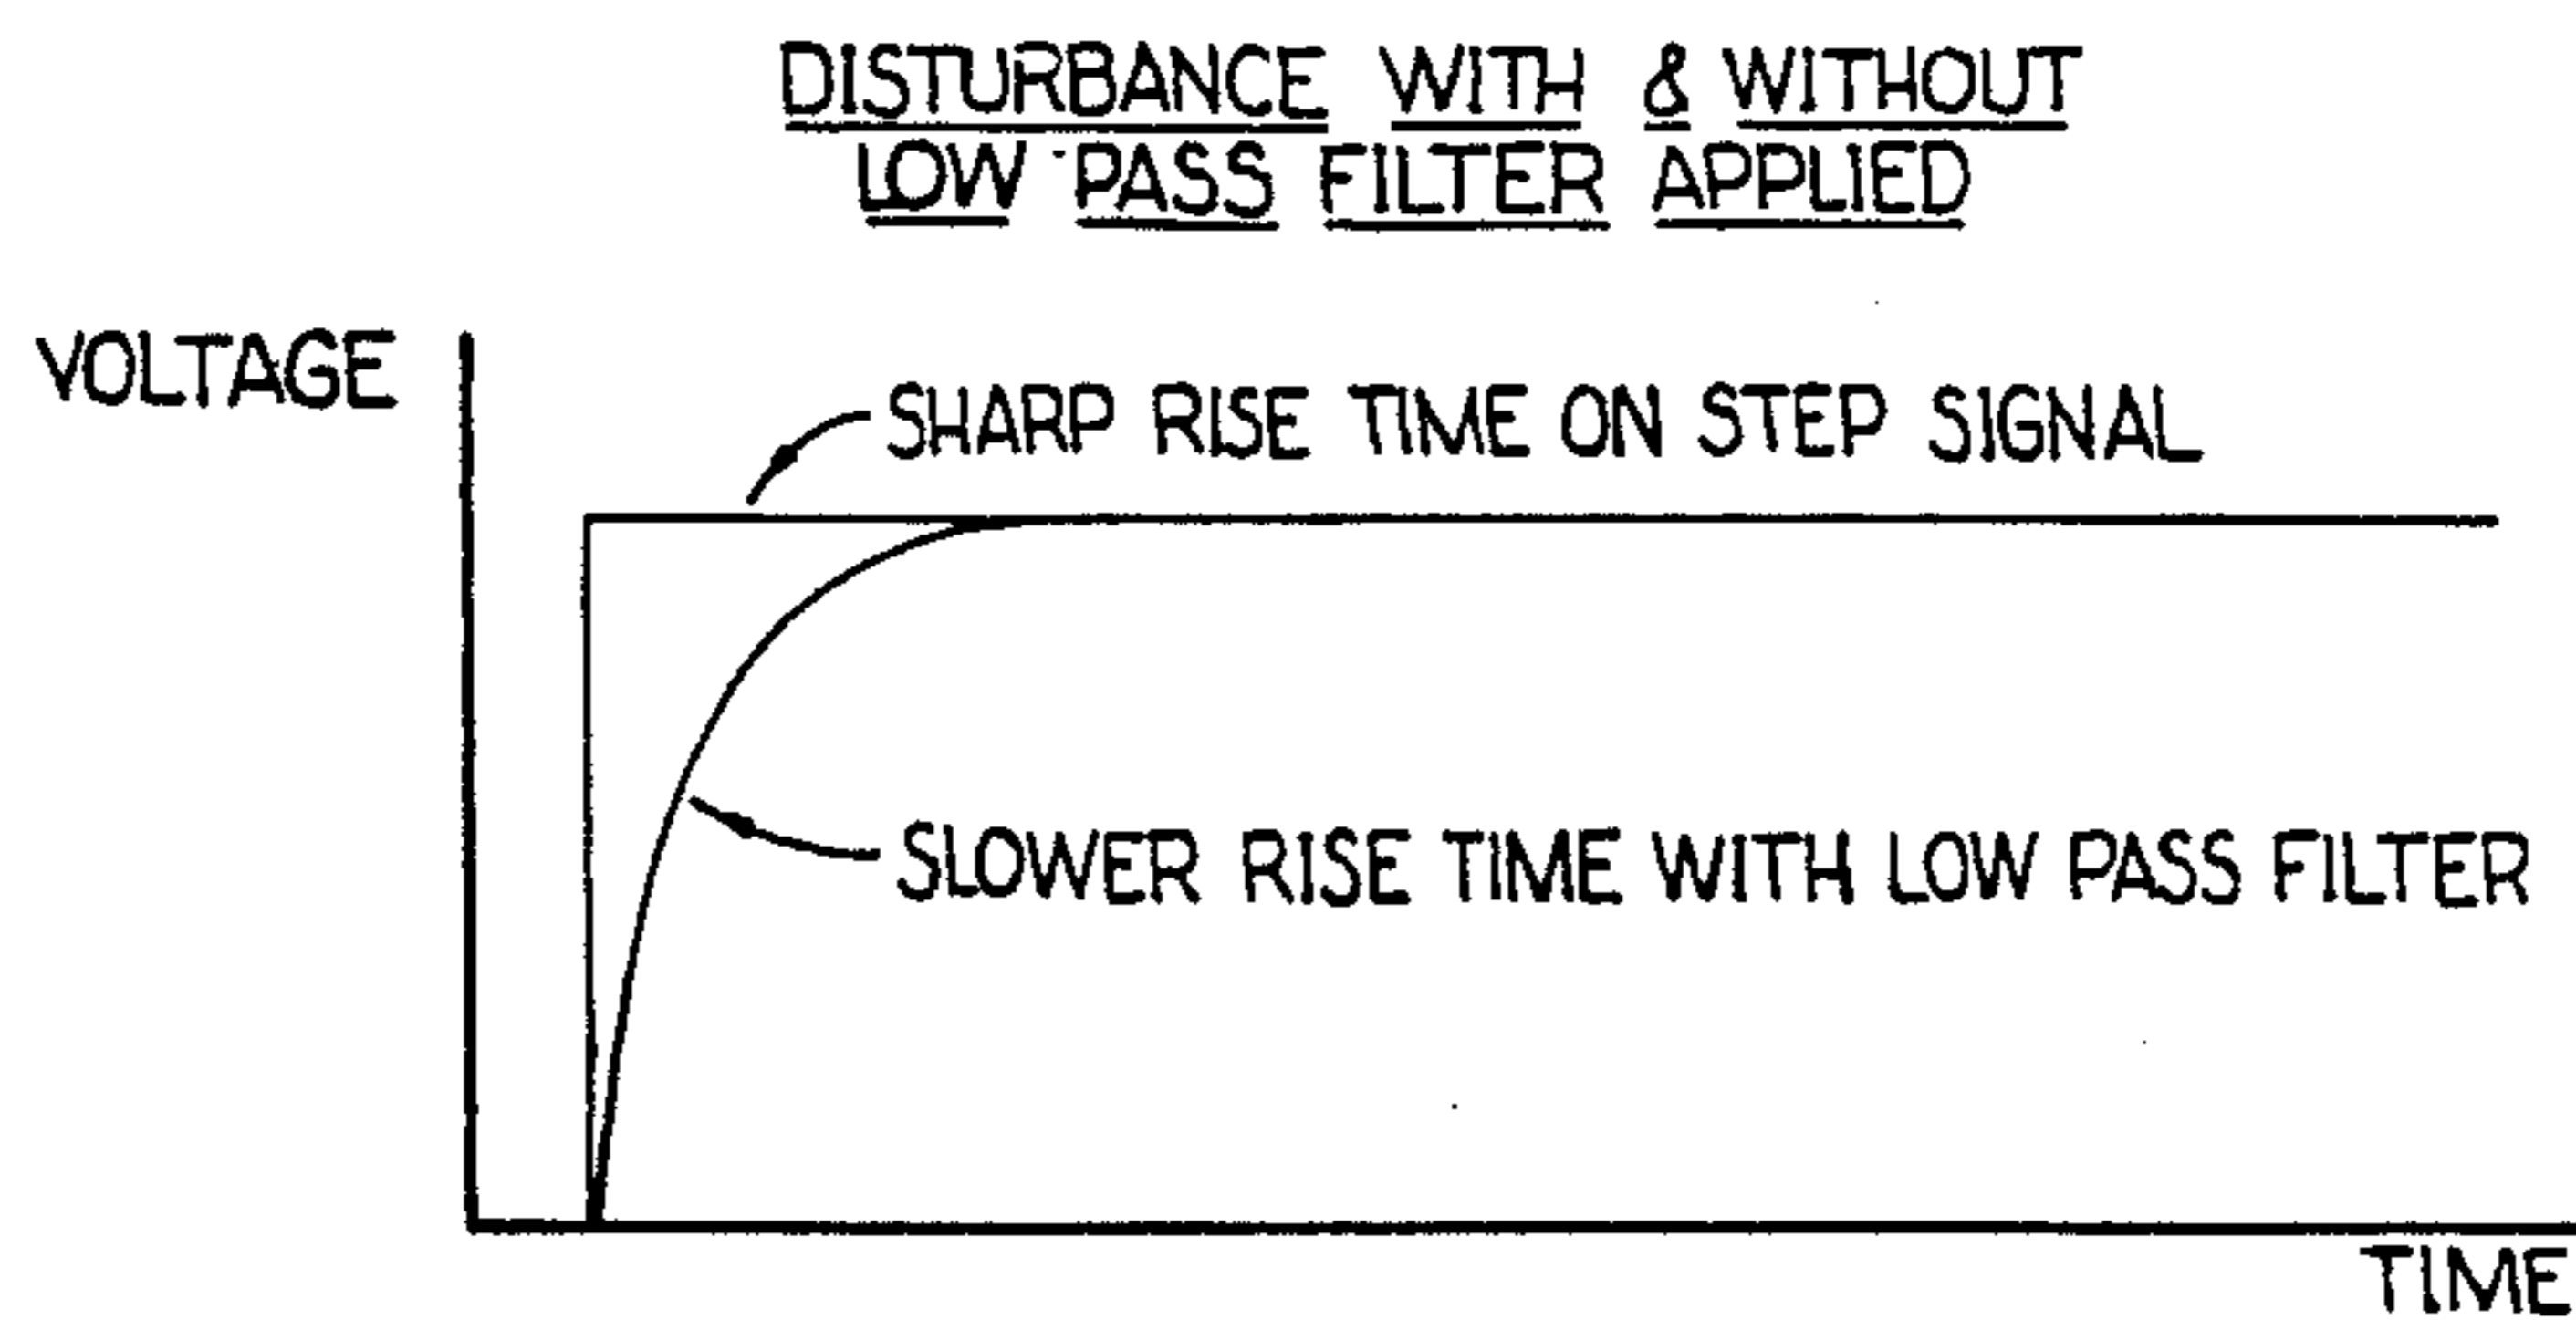 DISTURBANCE WITH & WITHOUT
LOW PASS FILTER APPLIED
VOLTAGE
SHARP RISE TIME ON STEP SIGNAL
SLOWER RISE TIME WITH LOW PASS FILTER
TIME